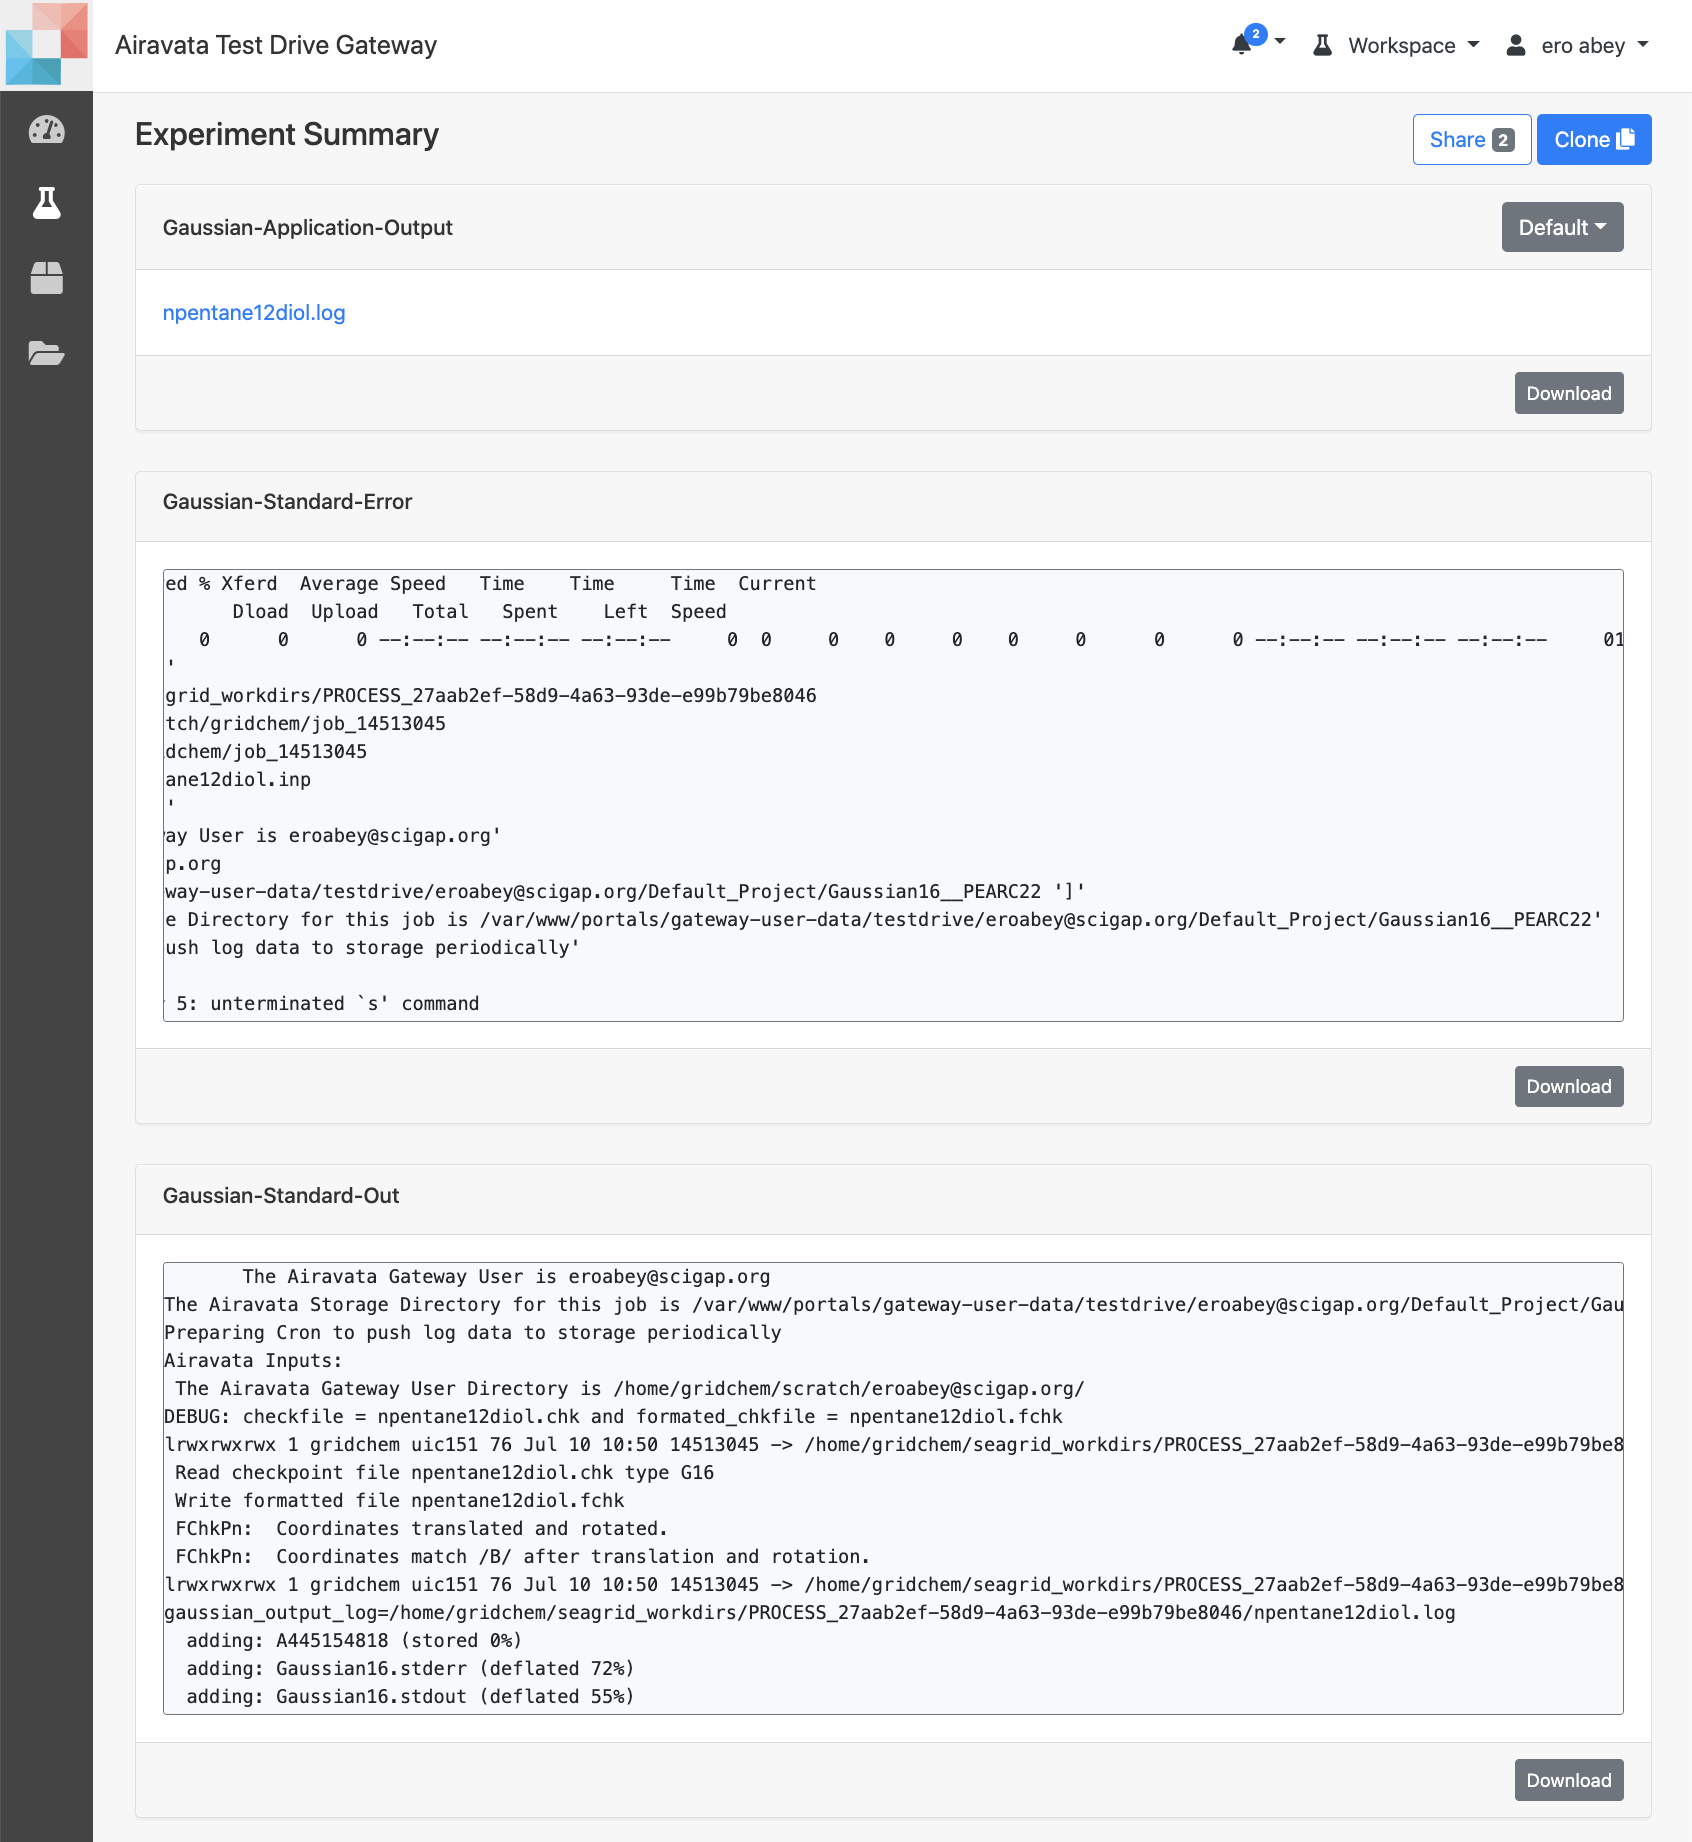 Airavata Test Drive Gateway
2
Workspace
ero abey
Experiment Summary
Share 2
Clone
Gaussian-Application-Output
Default
npentane12diol.log
Download
Gaussian-Standard-Error
ed % Xferd  Average Speed   Time    Time     Time  Current
Dload  Upload   Total   Spent    Left  Speed
0      0      0 --:--:-- --:--:-- --:--:--     0  0     0    0     0    0     0      0      0 --:--:-- --:--:-- --:--:--     01
'
grid_workdirs/PROCESS_27aab2ef-58d9-4a63-93de-e99b79be8046
tch/gridchem/job_14513045
dchem/job_14513045
ane12diol.inp
'
ay User is eroabey@scigap.org'
p.org
way-user-data/testdrive/eroabey@scigap.org/Default_Project/Gaussian16__PEARC22 ']'
e Directory for this job is /var/www/portals/gateway-user-data/testdrive/eroabey@scigap.org/Default_Project/Gaussian16__PEARC22'
ush log data to storage periodically'
5: unterminated `s' command
Download
Gaussian-Standard-Out
The Airavata Gateway User is eroabey@scigap.org
The Airavata Storage Directory for this job is /var/www/portals/gateway-user-data/testdrive/eroabey@scigap.org/Default_Project/Gau
Preparing Cron to push log data to storage periodically
Airavata Inputs:
The Airavata Gateway User Directory is /home/gridchem/scratch/eroabey@scigap.org/
DEBUG: checkfile = npentane12diol.chk and formated_chkfile = npentane12diol.fchk
lrwxrwxrwx 1 gridchem uic151 76 Jul 10 10:50 14513045 -> /home/gridchem/seagrid_workdirs/PROCESS_27aab2ef-58d9-4a63-93de-e99b79be8
Read checkpoint file npentane12diol.chk type G16
Write formatted file npentane12diol.fchk
FChkPn:  Coordinates translated and rotated.
FChkPn:  Coordinates match /B/ after translation and rotation.
lrwxrwxrwx 1 gridchem uic151 76 Jul 10 10:50 14513045 -> /home/gridchem/seagrid_workdirs/PROCESS_27aab2ef-58d9-4a63-93de-e99b79be8
gaussian_output_log=/home/gridchem/seagrid_workdirs/PROCESS_27aab2ef-58d9-4a63-93de-e99b79be8046/npentane12diol.log
adding: A445154818 (stored 0%)
adding: Gaussian16.stderr (deflated 72%)
adding: Gaussian16.stdout (deflated 55%)
Download